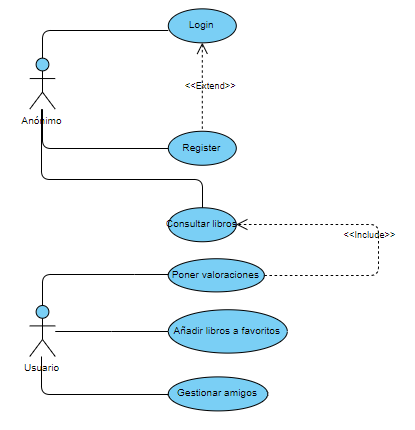 Login
<<Extend>>
Anónimo
Register
Consultar libros
<<Include>>
Poner valoraciones
Añadir libros a favoritos
Usuario
Gestionar amigos